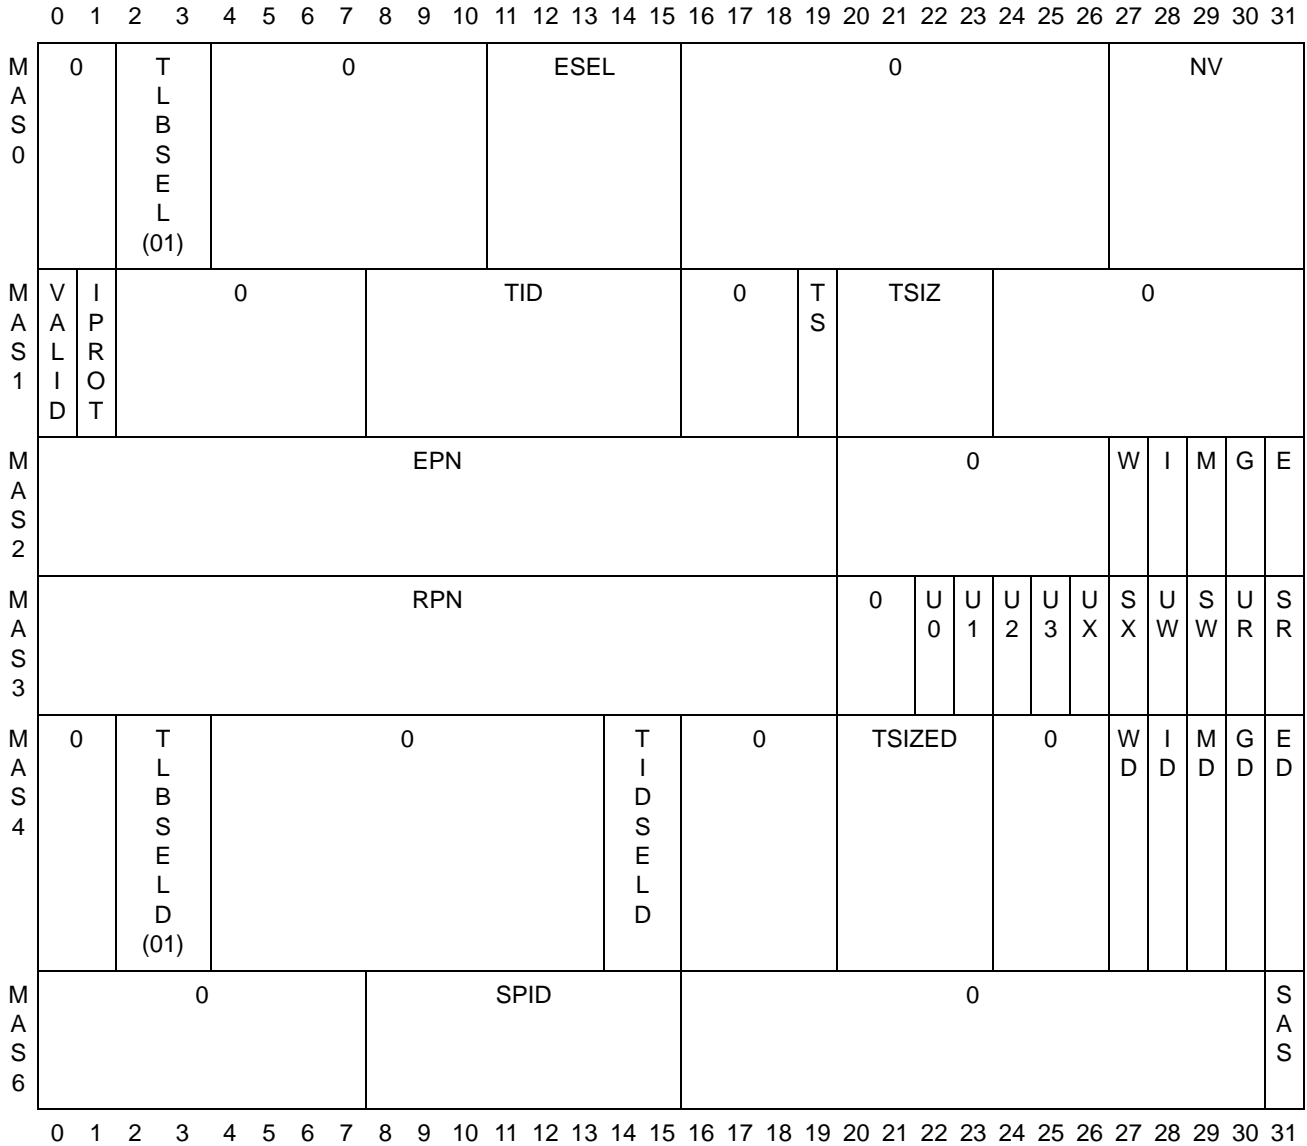 0 1 2 3 4 5 6 7 8 9 10 11 12 13 14 15 16 17 18 19 20 21 22 23 24 25 26 27 28 29 30 31
MAS0 0 TLBSEL (01) 0 ESEL 0 NV
MAS1 VALID IPROT 0 TID 0 TS TSIZ 0
MAS2 EPN 0 W I M G E
MAS3 RPN 0 U0 U1 U2 U3 UX SX UW SW UR SR
MAS4 0 TLBSELD (01) 0 TIDSELD 0 TSIZED 0 WD ID MD GD ED
MAS6 0 SPID 0 SAS
0 1 2 3 4 5 6 7 8 9 10 11 12 13 14 15 16 17 18 19 20 21 22 23 24 25 26 27 28 29 30 31